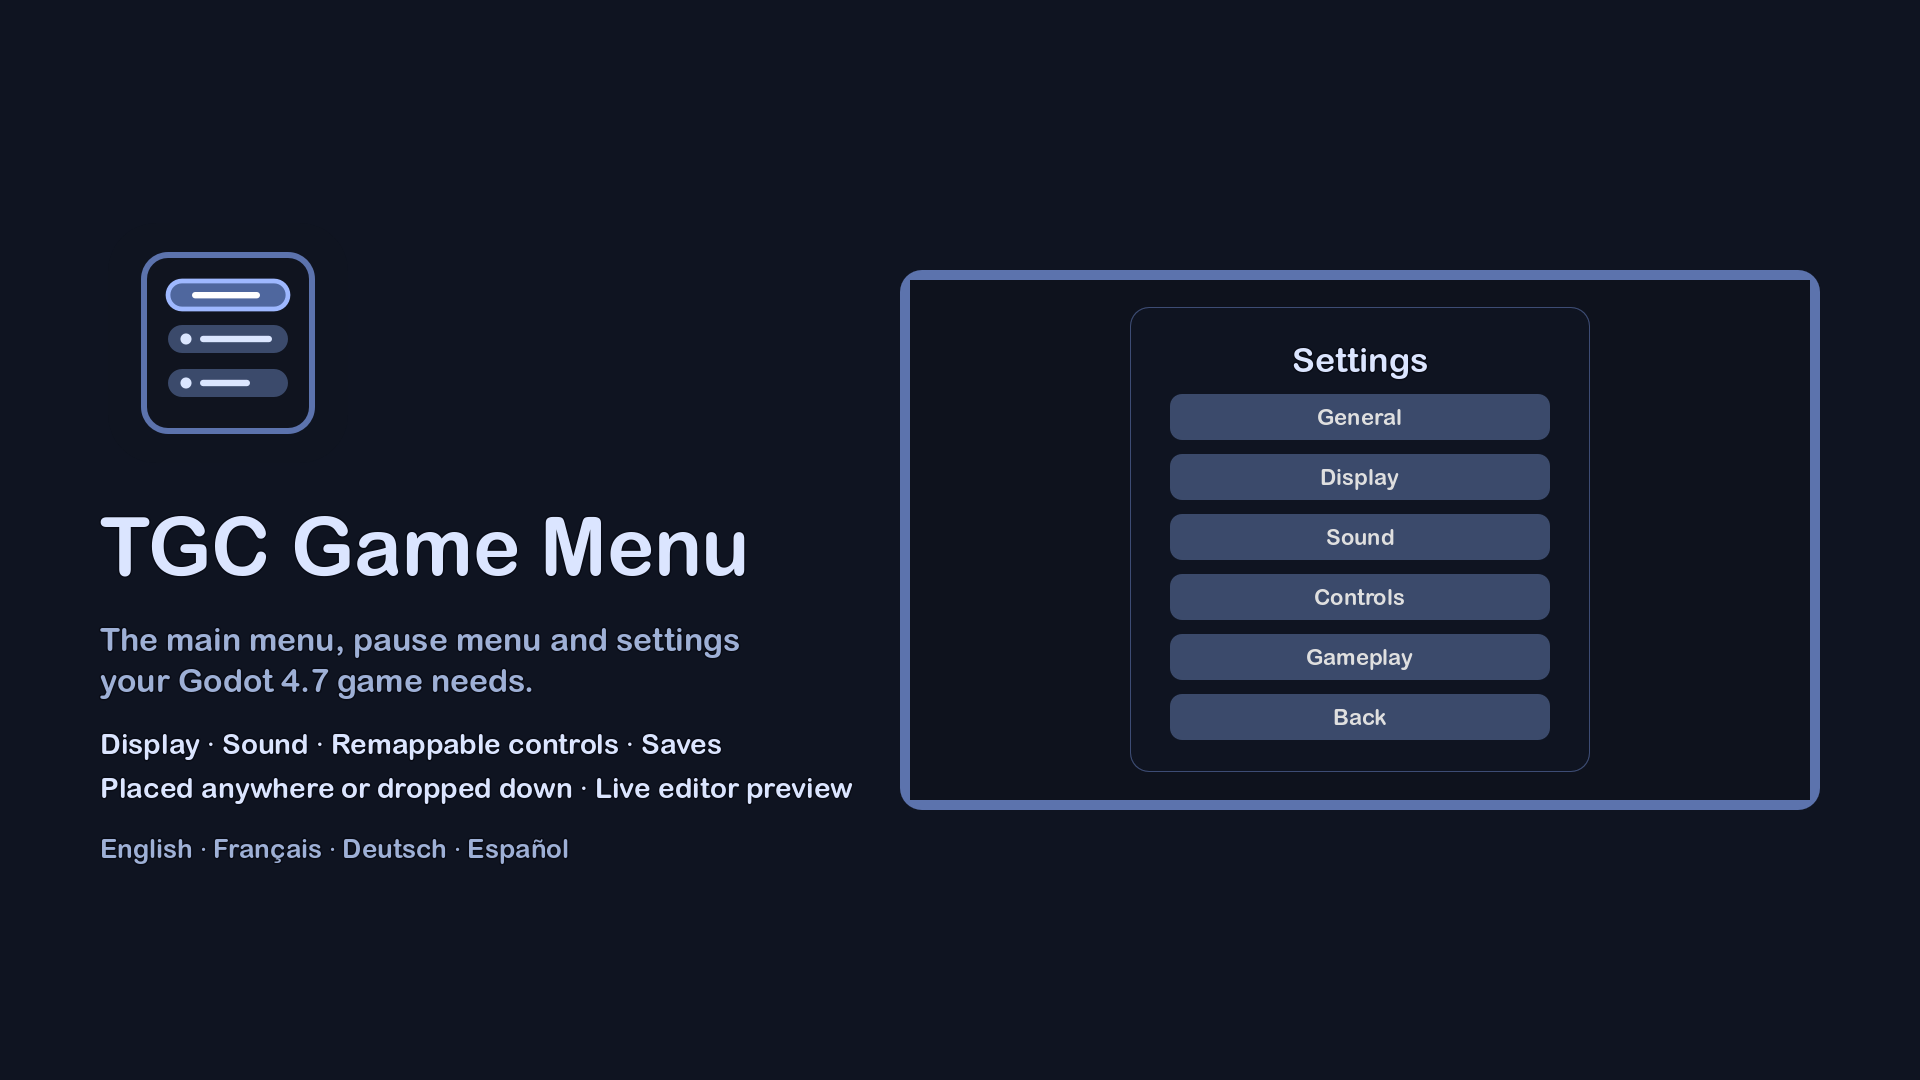 TGC Game Menu
The main menu, pause menu and settings
your Godot 4.7 game needs.
Display · Sound · Remappable controls · Saves
Placed anywhere or dropped down · Live editor preview
English · Français · Deutsch · Español
Settings
General
Display
Sound
Controls
Gameplay
Back